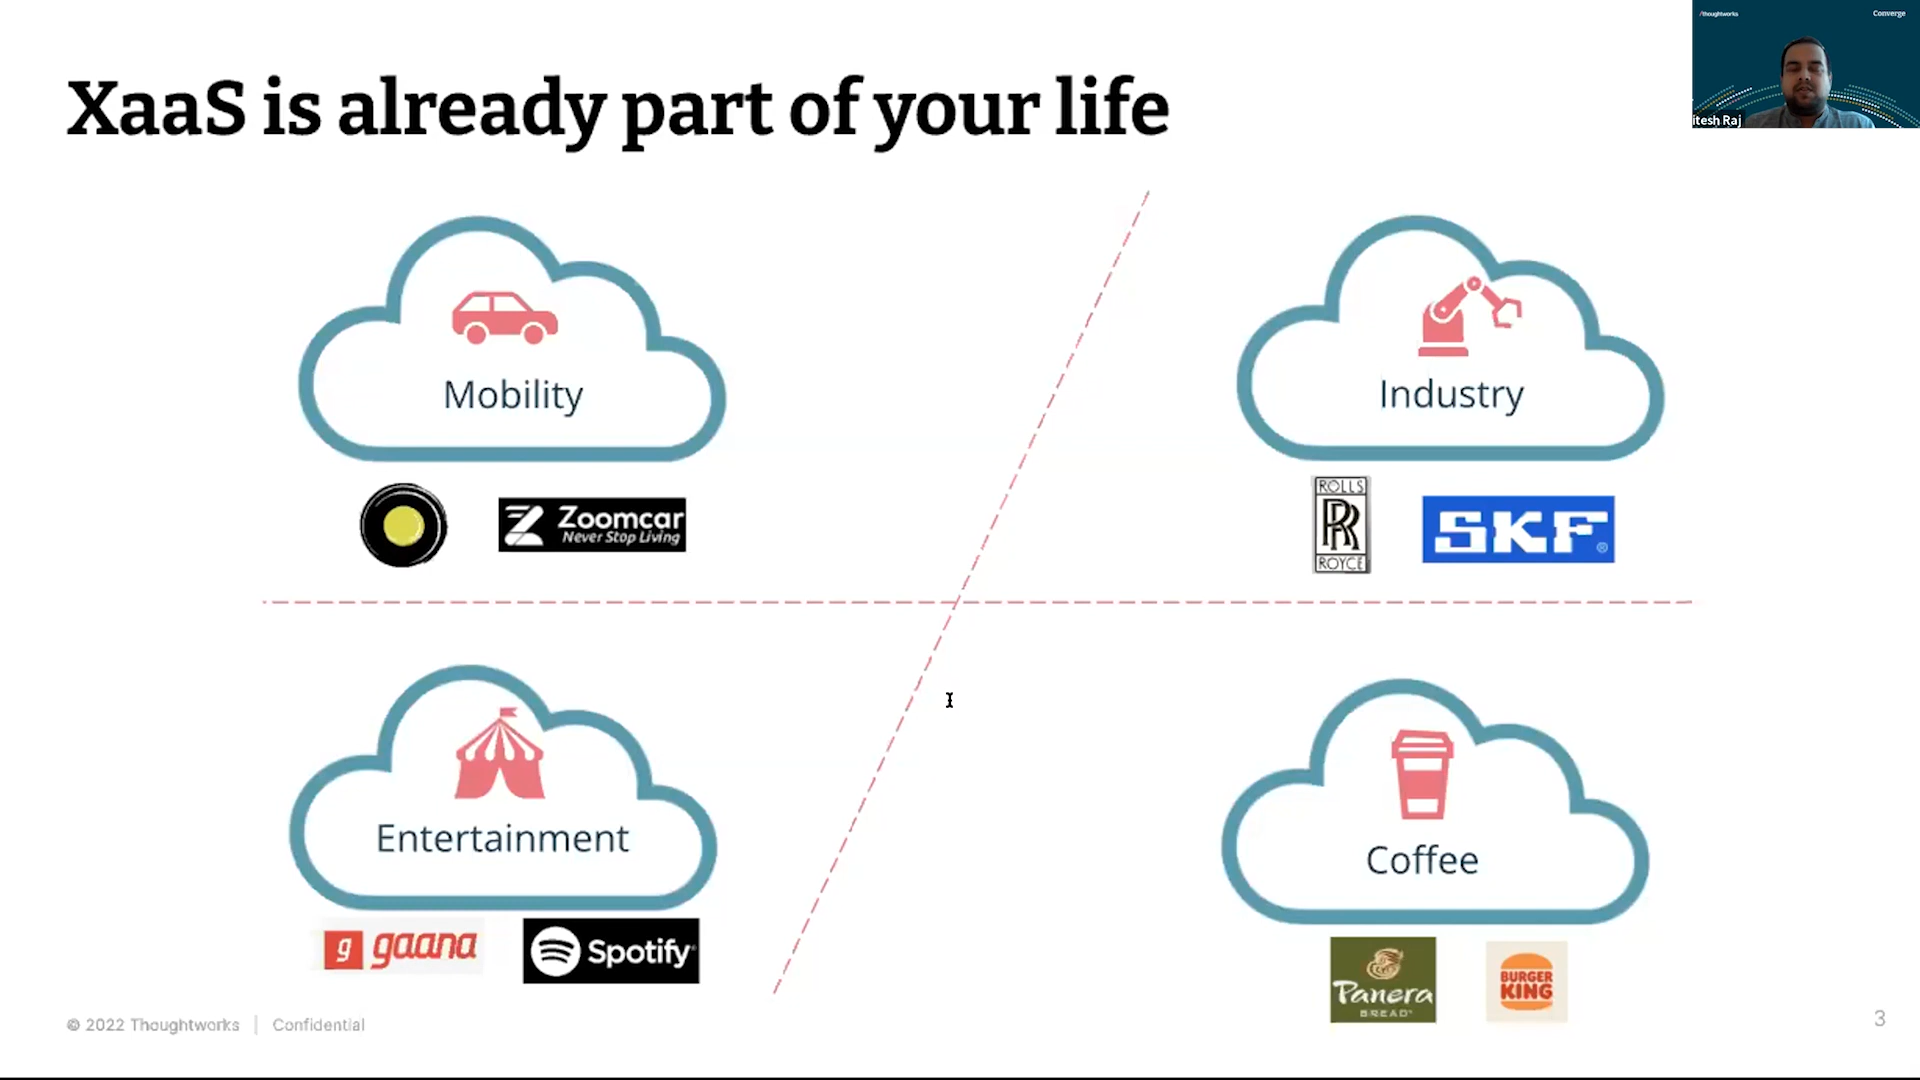 /thoughtworks
Converge
itesh Raj
XaaS is already part of your life
Mobility
Industry
Zoomcar
Never Stop Living
ROLLS
RR
ROYCE
SKF
®
Entertainment
Coffee
g gaana
Spotify
Panera
BREAD
BURGER
KING
© 2022 Thoughtworks | Confidential
3